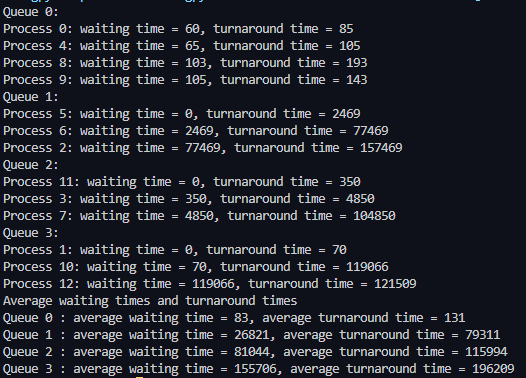 Queue 0:
Process 0: waiting time = 60, turnaround time = 85
Process 4: waiting time = 65, turnaround time = 105
Process 8: waiting time = 103, turnaround time = 193
Process 9: waiting time = 105, turnaround time = 143
Queue 1:
Process 5: waiting time = 0, turnaround time = 2469
Process 6: waiting time = 2469, turnaround time = 77469
Process 2: waiting time = 77469, turnaround time = 157469
Queue 2:
Process 11: waiting time = 0, turnaround time = 350
Process 3: waiting time = 350, turnaround time = 4850
Process 7: waiting time = 4850, turnaround time = 104850
Queue 3:
Process 1: waiting time = 0, turnaround time = 70
Process 10: waiting time = 70, turnaround time = 119066
Process 12: waiting time = 119066, turnaround time = 121509
Average waiting times and turnaround times
Queue 0 : average waiting time = 83, average turnaround time = 131
Queue 1 : average waiting time = 26821, average turnaround time = 79311
Queue 2 : average waiting time = 81044, average turnaround time = 115994
Queue 3 : average waiting time = 155706, average turnaround time = 196209